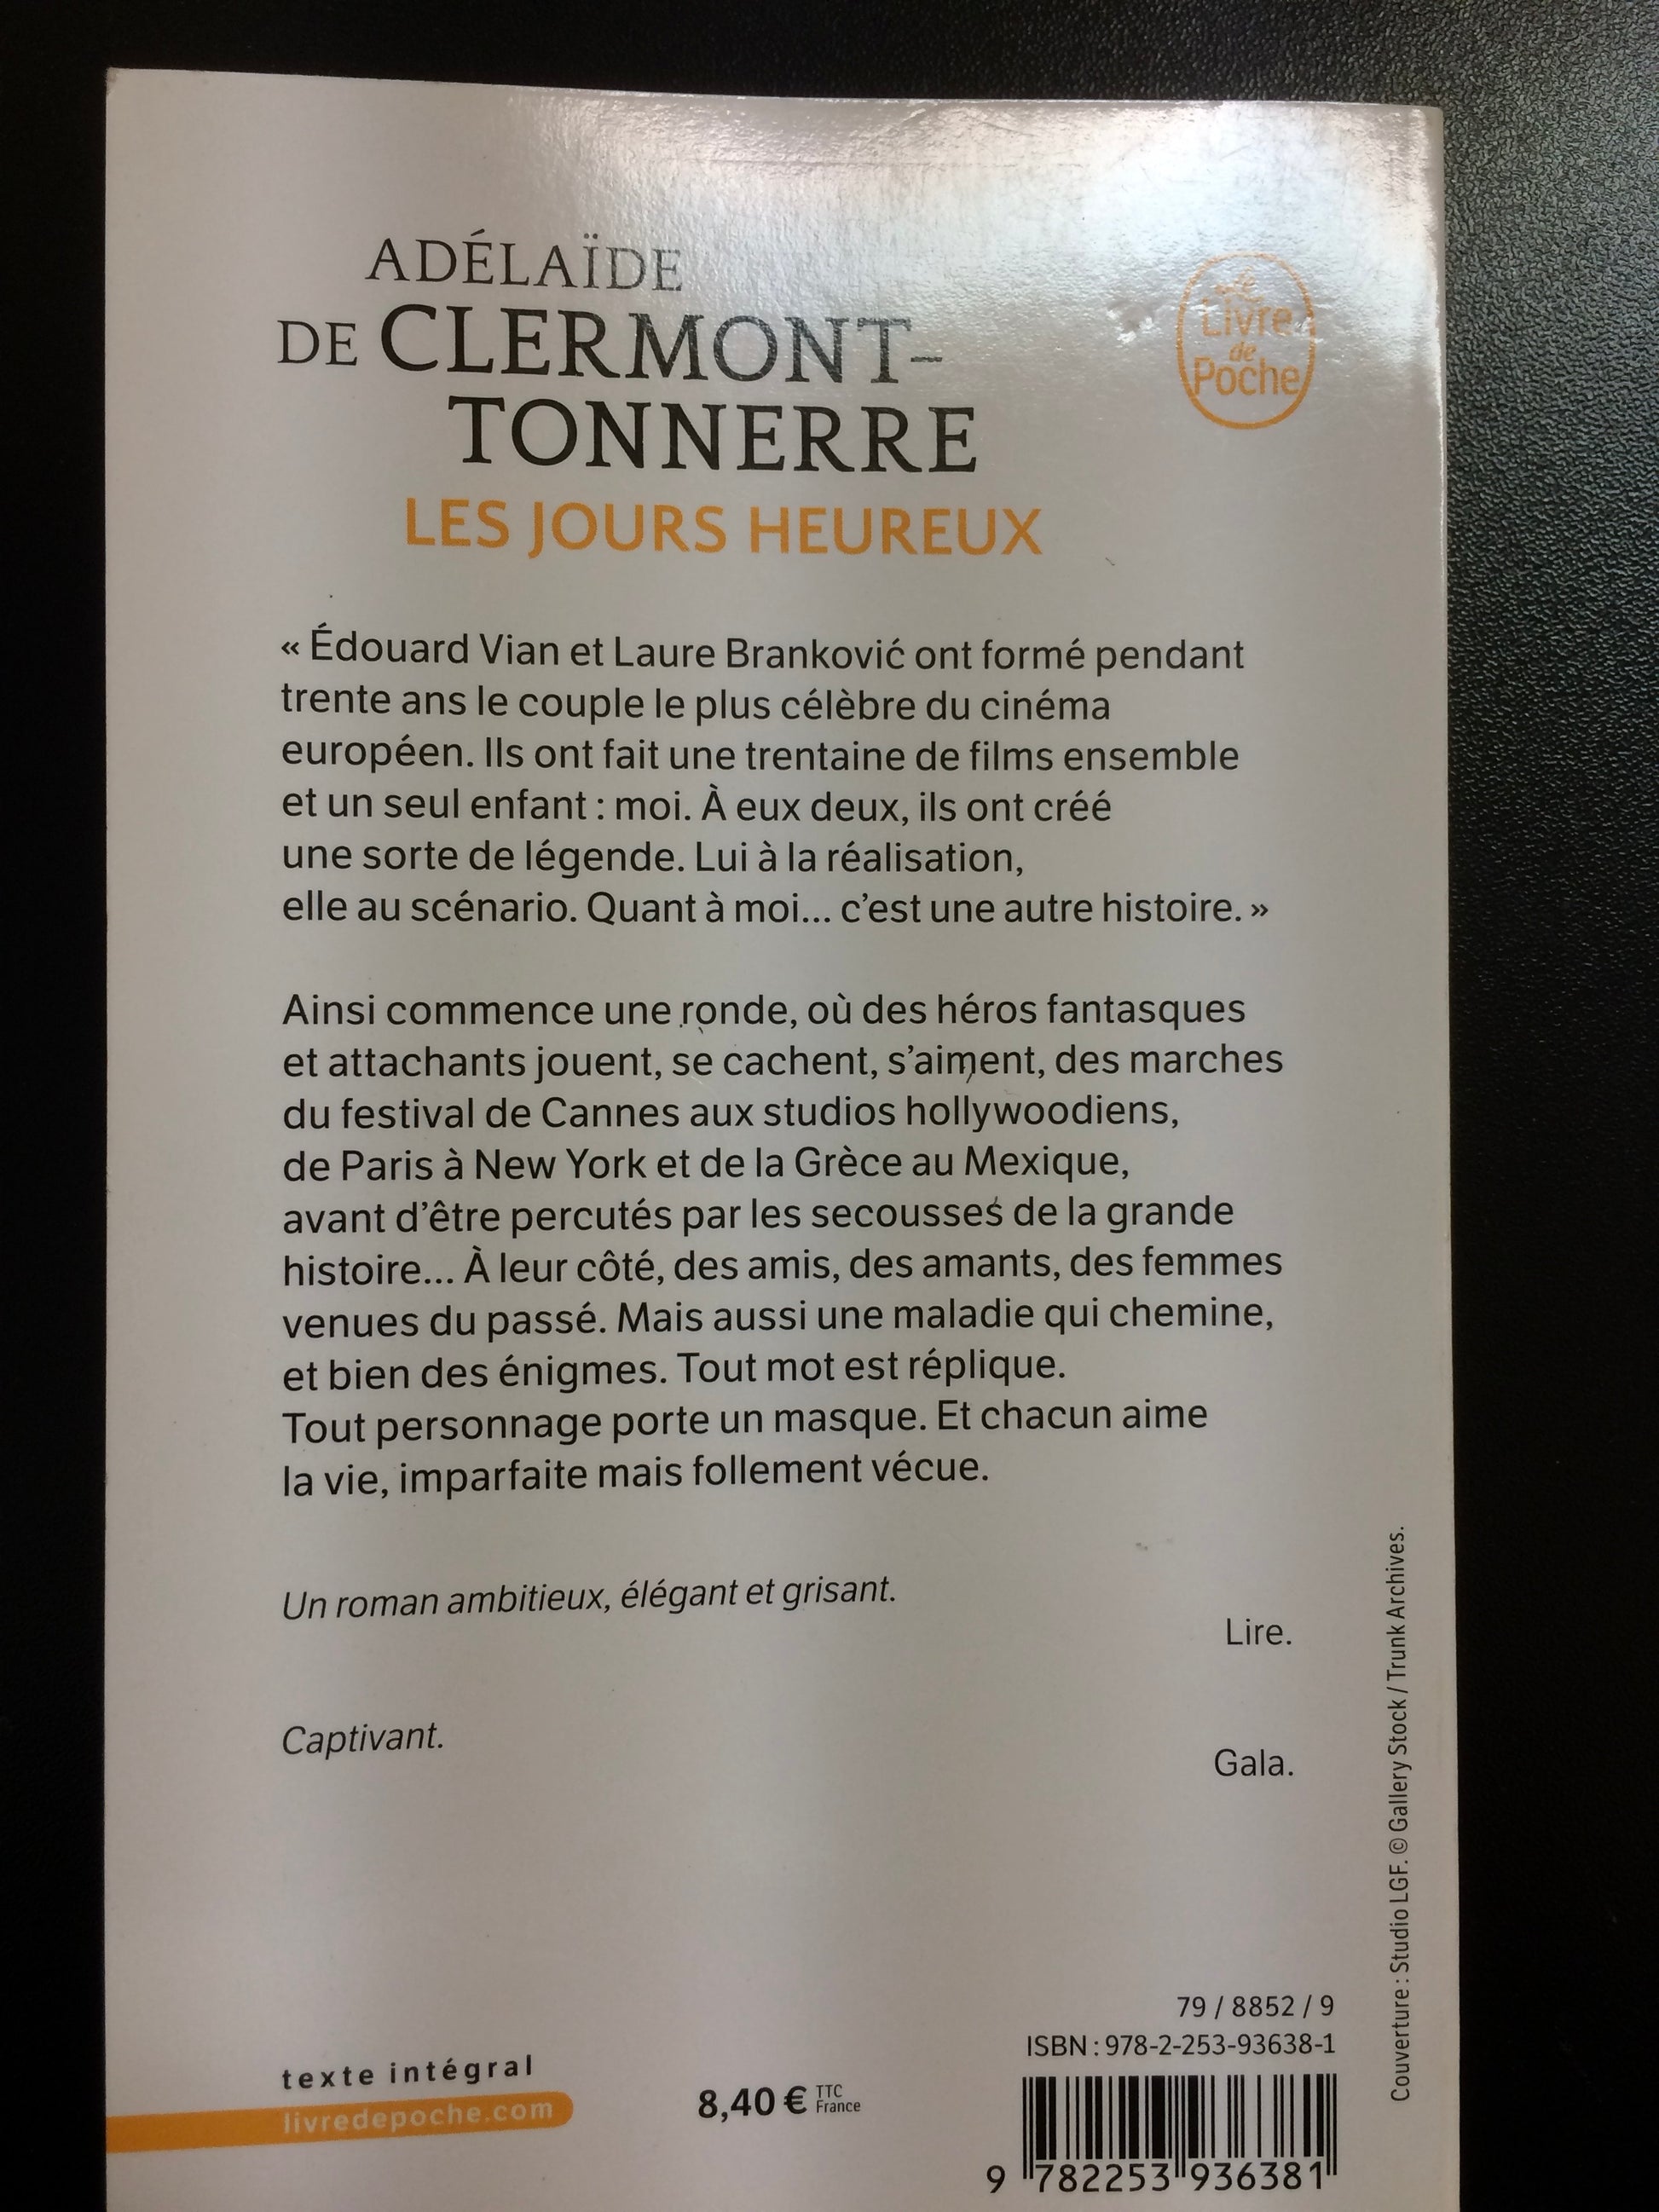 ADÉLAÏDE
DE CLERMONT-
TONNERRE
LES JOURS HEUREUX
Le
Livre
de
Poche
« Édouard Vian et Laure Branković ont formé pendant
trente ans le couple le plus célèbre du cinéma
européen. Ils ont fait une trentaine de films ensemble
et un seul enfant : moi. À eux deux, ils ont créé
une sorte de légende. Lui à la réalisation,
elle au scénario. Quant à moi... c’est une autre histoire. »
Ainsi commence une ronde, où des héros fantasques
et attachants jouent, se cachent, s’aiment, des marches
du festival de Cannes aux studios hollywoodiens,
de Paris à New York et de la Grèce au Mexique,
avant d’être percutés par les secousses de la grande
histoire... À leur côté, des amis, des amants, des femmes
venues du passé. Mais aussi une maladie qui chemine,
et bien des énigmes. Tout mot est réplique.
Tout personnage porte un masque. Et chacun aime
la vie, imparfaite mais follement vécue.
Un roman ambitieux, élégant et grisant.
Lire.
Captivant.
Gala.
Couverture : Studio LGF. © Gallery Stock / Trunk Archives.
texte intégral
livredepoche.com
8,40 € TTC
France
79 / 8852 / 9
ISBN : 978-2-253-93638-1
9 782253 936381